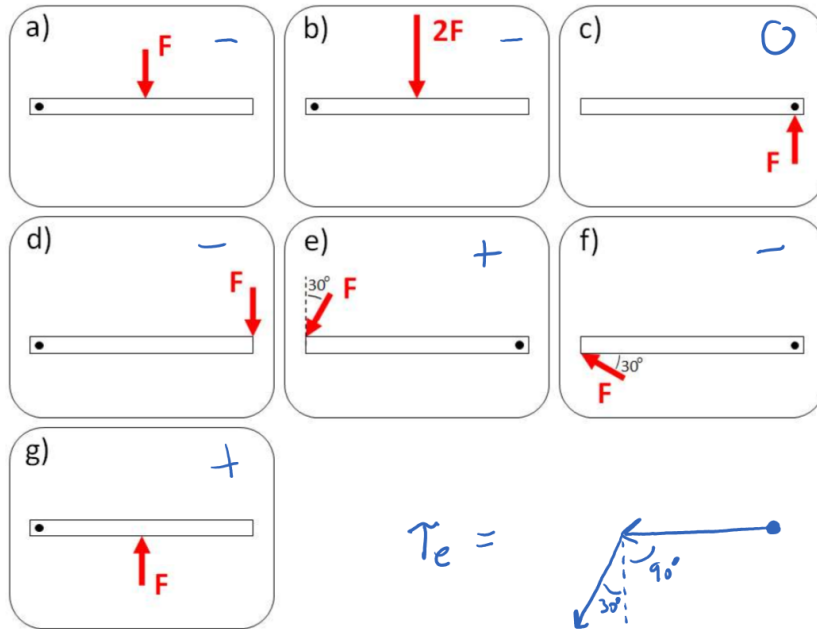 a) F −
b) 2F −
c) F O
d) F −
e) 30° F +
f) F 30° −
g) F +
τe = 30° 90°